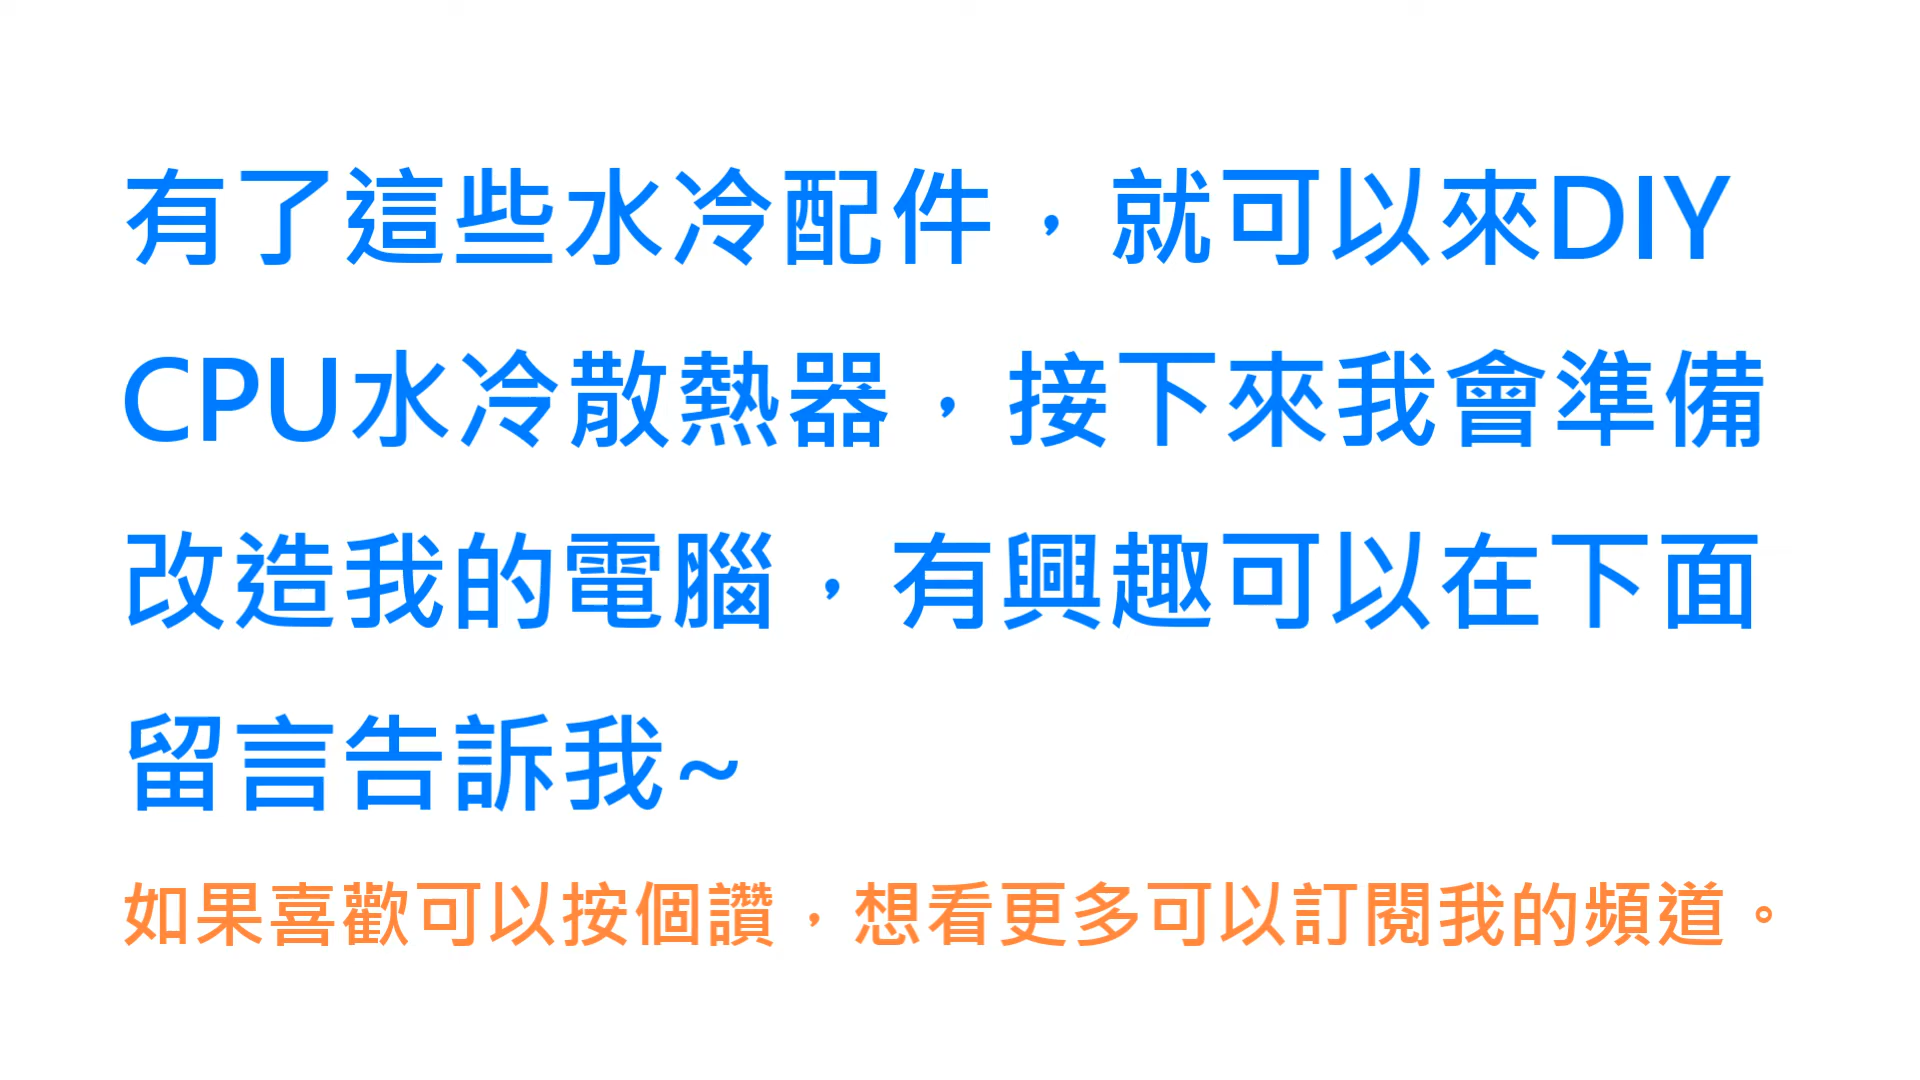 有了這些水冷配件，就可以來DIY
CPU水冷散熱器，接下來我會準備
改造我的電腦，有興趣可以在下面
留言告訴我~
如果喜歡可以按個讚，想看更多可以訂閱我的頻道。